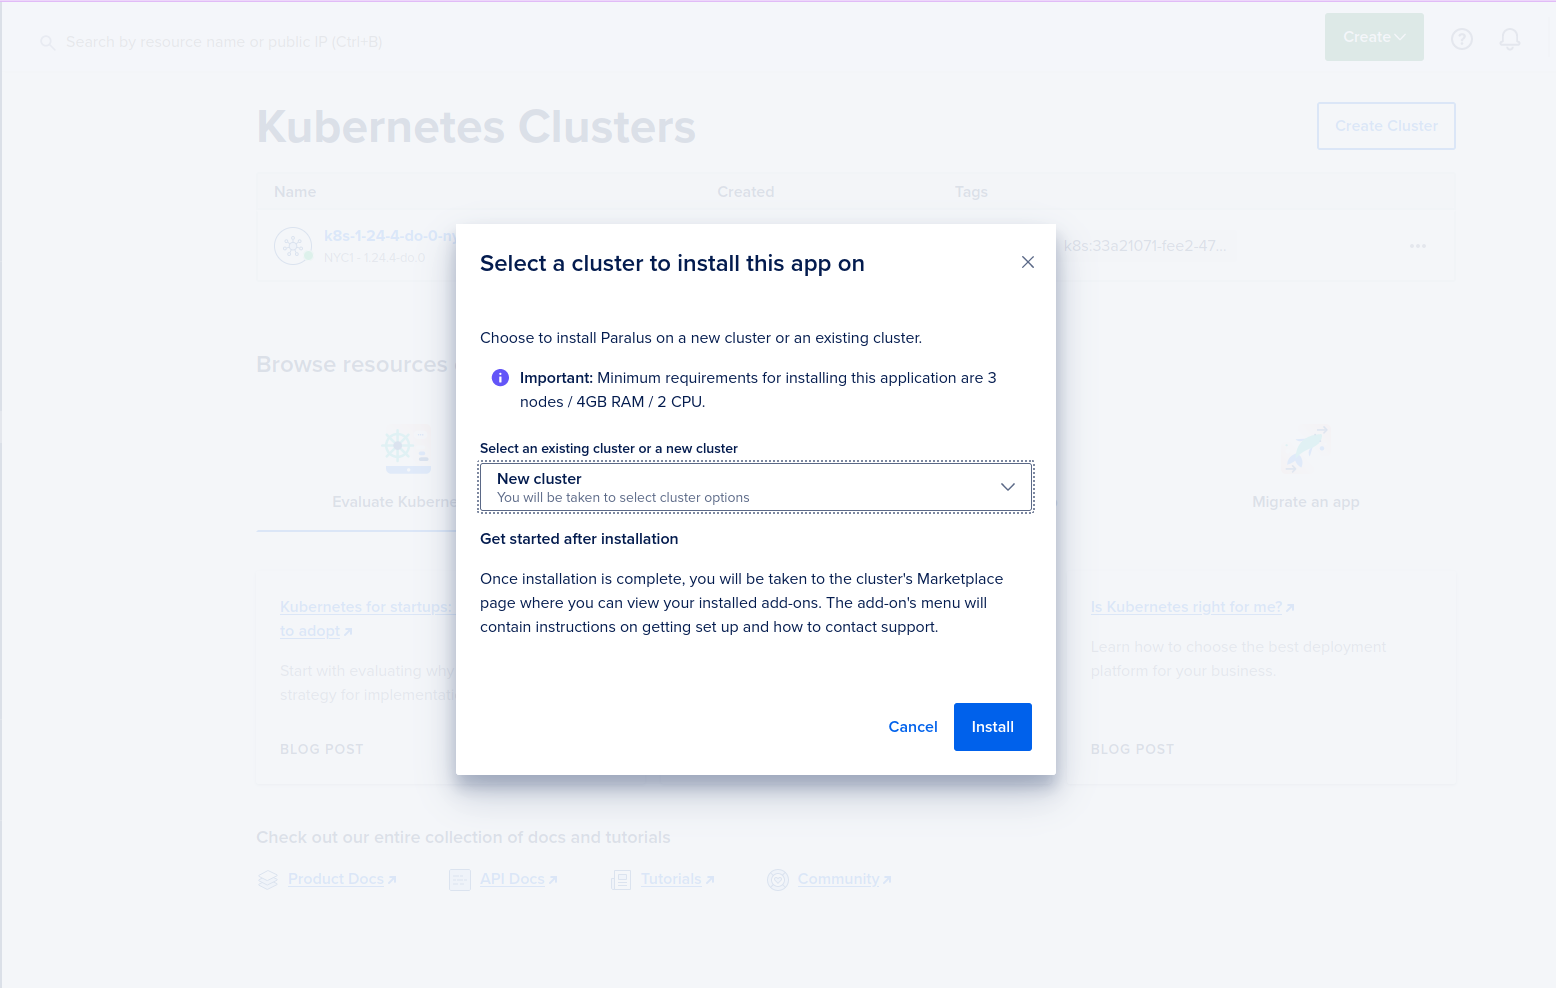 Search by resource name or public IP (Ctrl+B)
Create
Kubernetes Clusters
Create Cluster
Name Created Tags
k8s-1-24-4-do-0-ny
NYC1 - 1.24.4-do.0
k8s:33a21071-fee2-47...
Select a cluster to install this app on
Choose to install Paralus on a new cluster or an existing cluster.
Important: Minimum requirements for installing this application are 3
nodes / 4GB RAM / 2 CPU.
Select an existing cluster or a new cluster
New cluster
You will be taken to select cluster options
Get started after installation
Once installation is complete, you will be taken to the cluster's Marketplace
page where you can view your installed add-ons. The add-on's menu will
contain instructions on getting set up and how to contact support.
Cancel Install
Browse resources
Evaluate Kuberne
Migrate an app
Kubernetes for startups:
to adopt
Start with evaluating why
strategy for implementati
BLOG POST
Is Kubernetes right for me?
Learn how to choose the best deployment
platform for your business.
BLOG POST
Check out our entire collection of docs and tutorials
Product Docs API Docs Tutorials Community